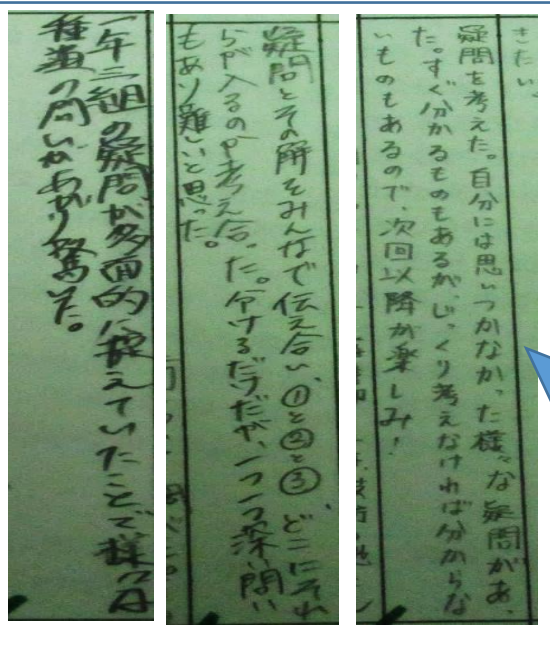 きたい。
疑問を考えた。自分には思いつかなかった様々な疑問があっ
た。すぐ分かるものもあるが、じっくり考えなければ分からな
いものもあるので、次回以降が楽しみ！
疑問とその解をみんなで伝え合い、①と②と③、どこにそれ
らが入るのか考え合った。分けるだけだが、一つ一つ深い問い
もあり難しいと思った。
一年三組の疑問が多面的に捉えていたことで様々な
種類の問いがあがり驚いた。